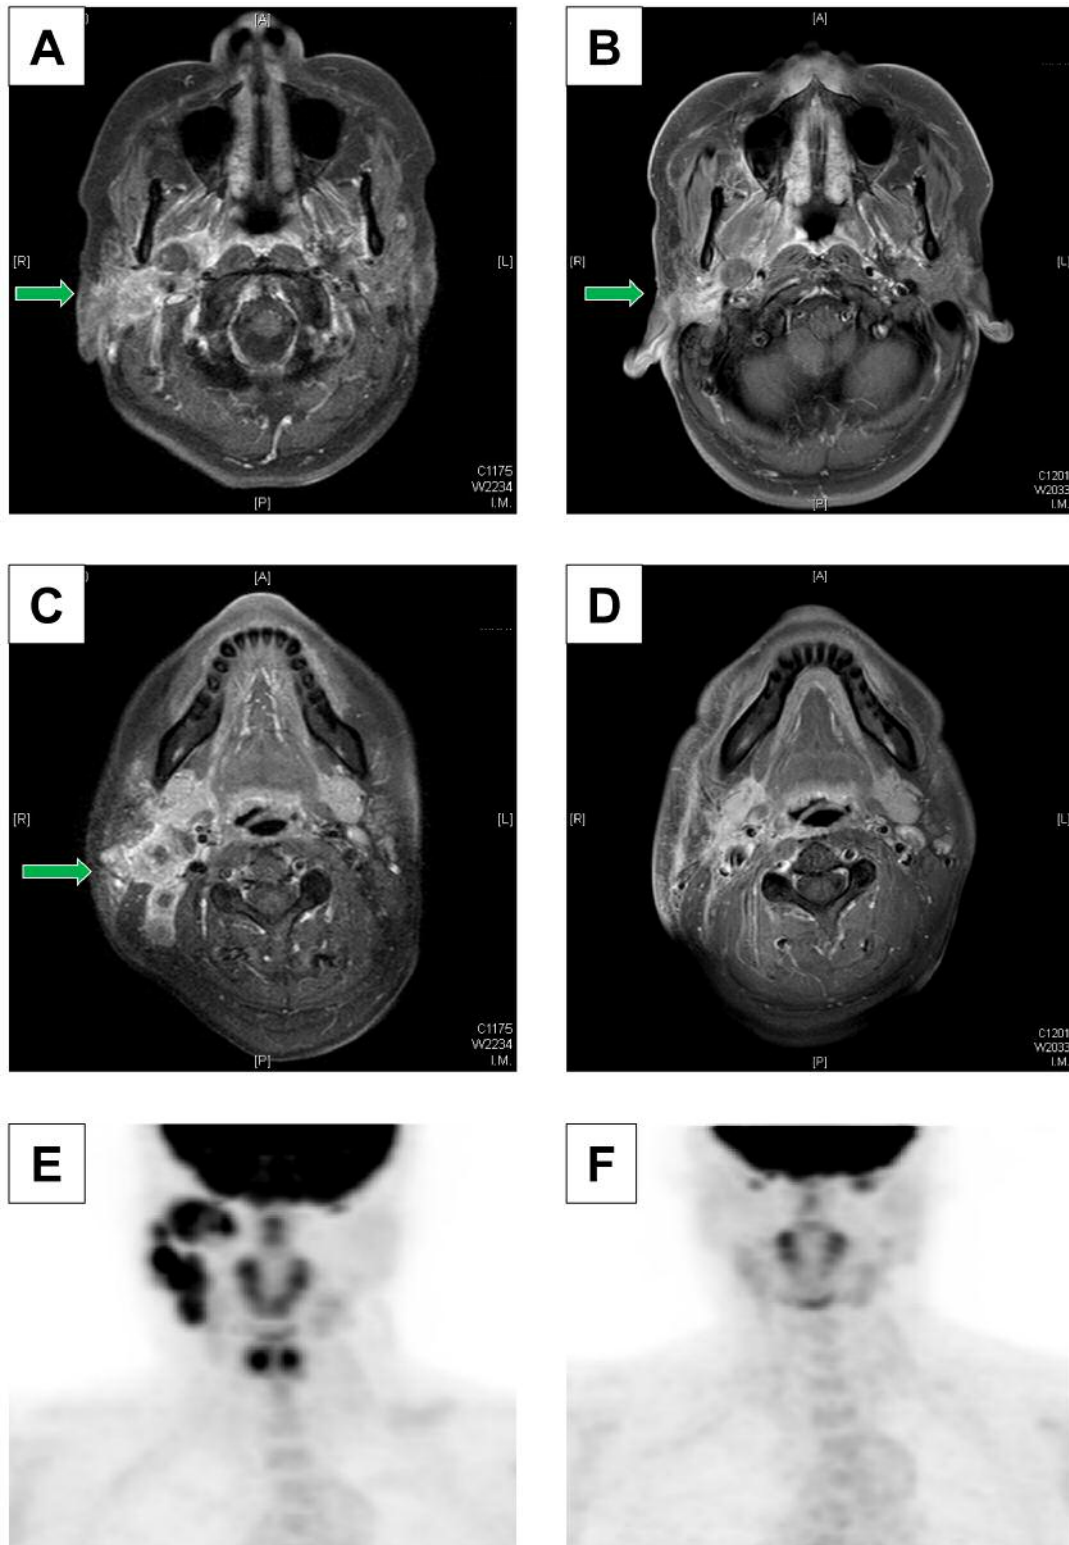 A
)
[A]
[R]
[L]
C1175
W2234
I.M.
[P]
B
[A]
[R]
[L]
C1201
W2033
I.M.
[P]
C
)
[A]
[R]
[L]
C1175
W2234
I.M.
[P]
D
[A]
[R]
[L]
C1201
W2033
I.M.
[P]
E
F